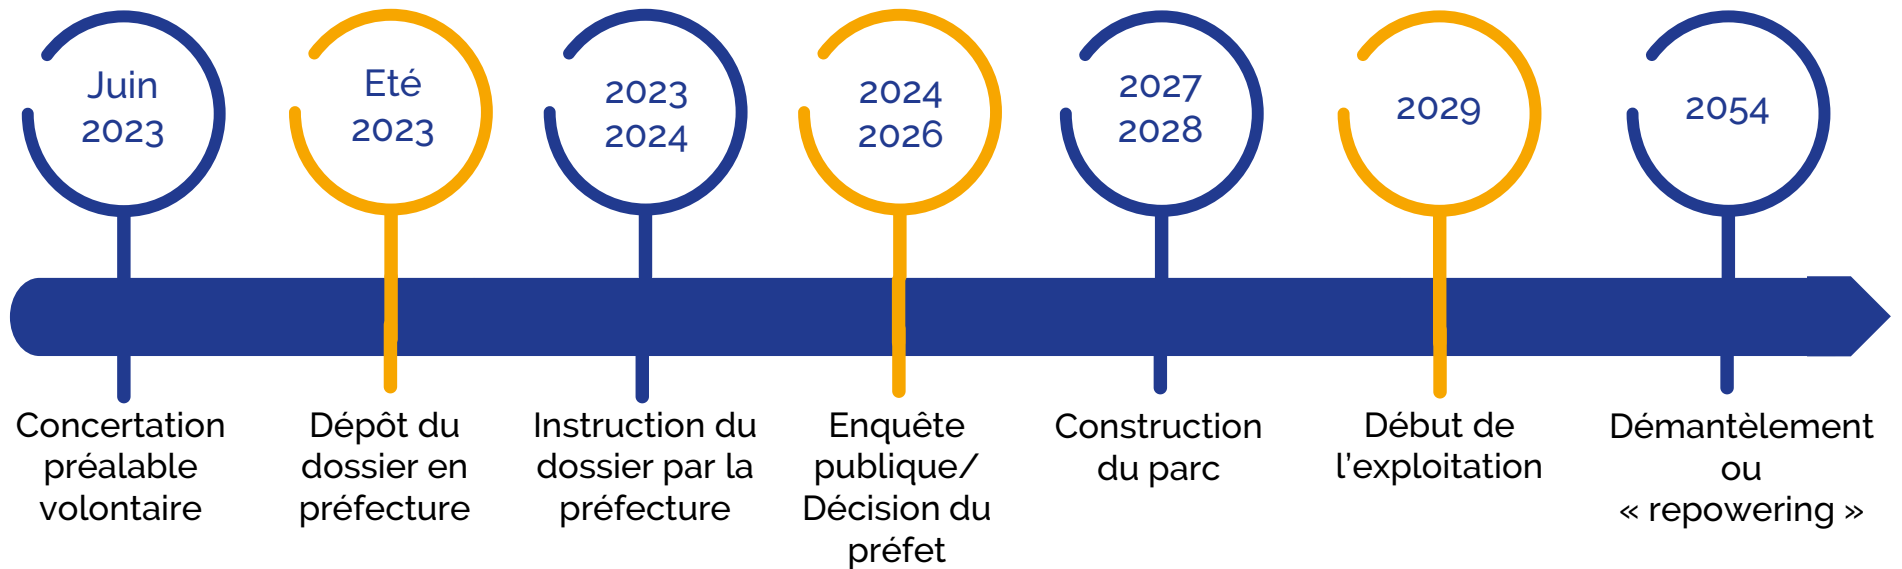 Juin
2023
Eté
2023
2023
2024
2024
2026
2027
2028
2029
2054
Concertation
préalable
volontaire
Dépôt du
dossier en
préfecture
Instruction du
dossier par la
préfecture
Enquête
publique/
Décision du
préfet
Construction
du parc
Début de
l’exploitation
Démantèlement
ou
« repowering »